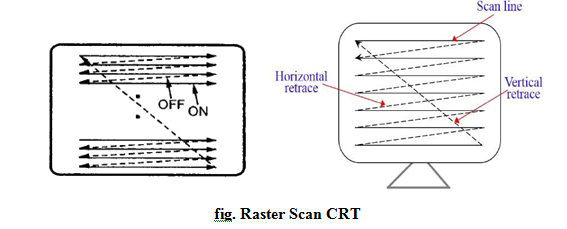 Scan line
OFF
ON
Horizontal
retrace
Vertical
retrace
fig. Raster Scan CRT